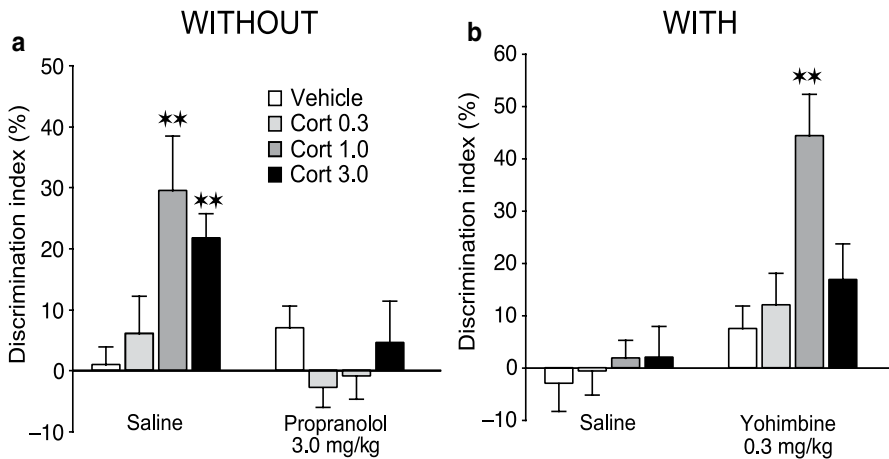 WITHOUT
a
50
40
30
20
10
0
–10
Discrimination index (%)
Vehicle
Cort 0.3
Cort 1.0
Cort 3.0
Saline
Propranolol
3.0 mg/kg
WITH
b
60
50
40
30
20
10
0
–10
Discrimination index (%)
Saline
Yohimbine
0.3 mg/kg